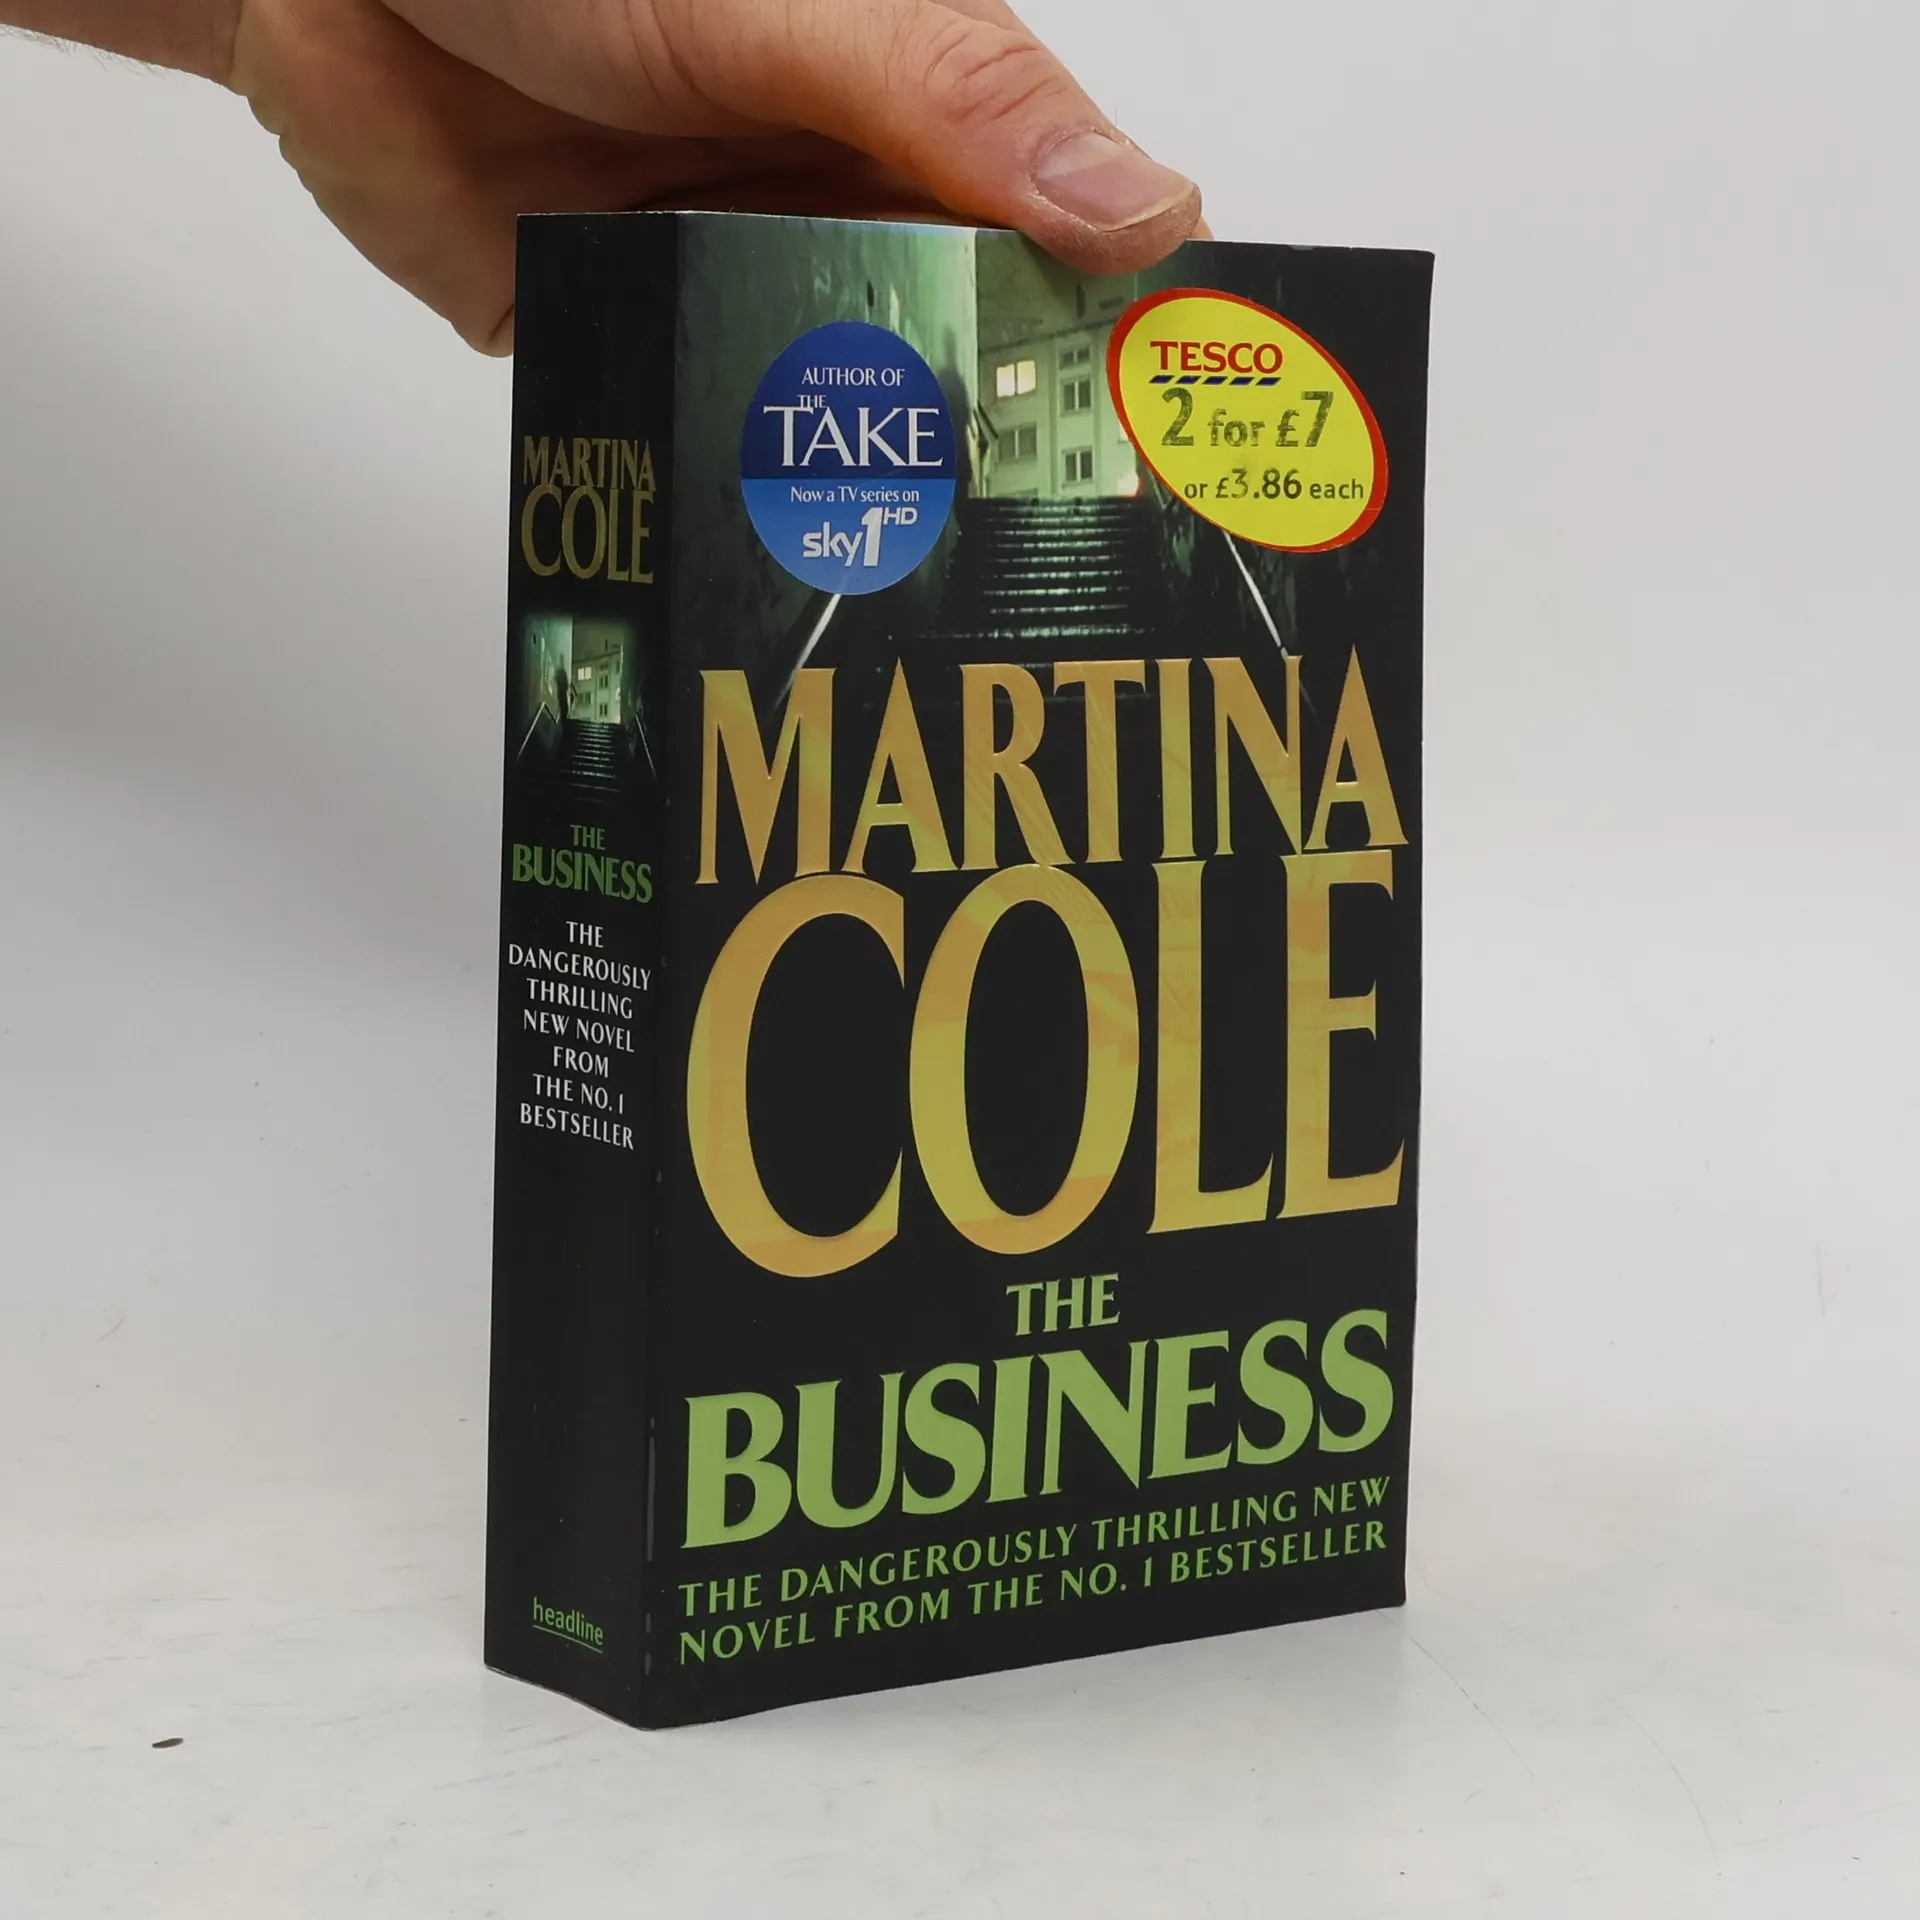 MARTINA
COLE
THE
BUSINESS
THE
DANGEROUSLY
THRILLING
NEW NOVEL
FROM
THE NO. 1
BESTSELLER
headline
AUTHOR OF
THE
TAKE
Now a TV series on
sky1HD
TESCO
2 for £7
or £3.86 each
MARTINA
COLE
THE
BUSINESS
THE DANGEROUSLY THRILLING NEW
NOVEL FROM THE NO. 1 BESTSELLER